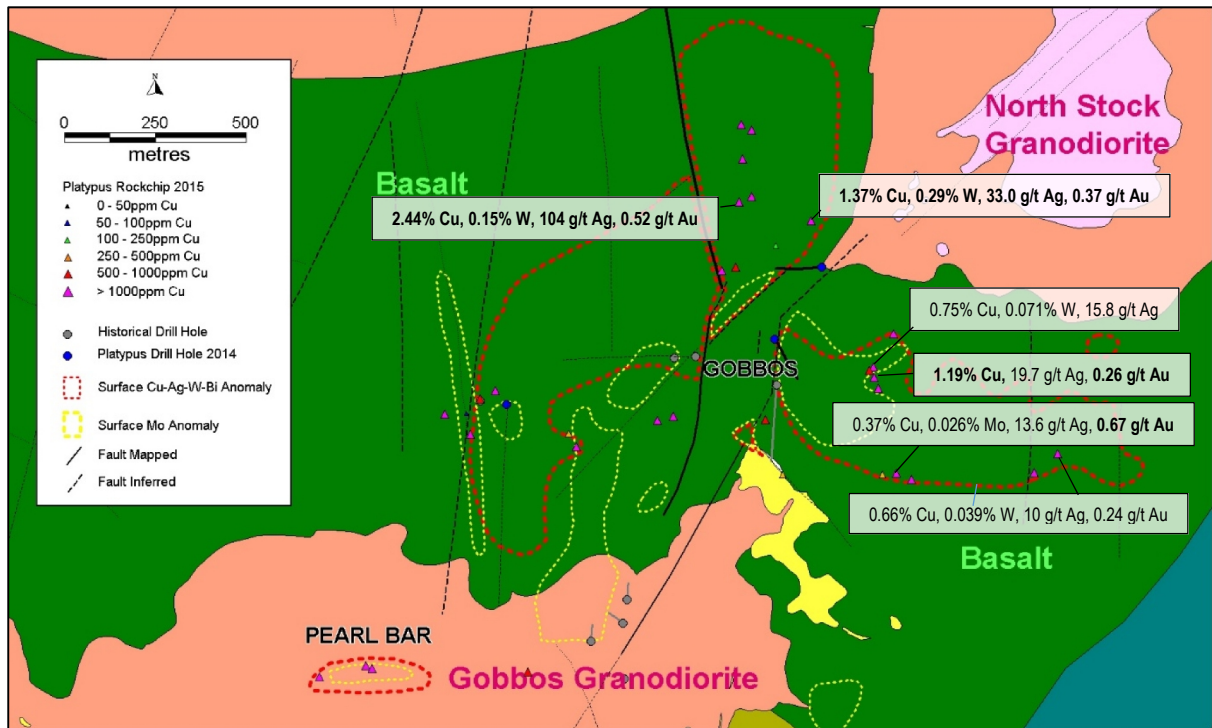 North Stock
Granodiorite
N
0 250 500
metres
Platypus Rockchip 2015
0 - 50ppm Cu
50 - 100ppm Cu
100 - 250ppm Cu
250 - 500ppm Cu
500 - 1000ppm Cu
> 1000ppm Cu
Historical Drill Hole
Platypus Drill Hole 2014
Surface Cu-Ag-W-Bi Anomaly
Surface Mo Anomaly
Fault Mapped
Fault Inferred
Basalt
1.37% Cu, 0.29% W, 33.0 g/t Ag, 0.37 g/t Au
2.44% Cu, 0.15% W, 104 g/t Ag, 0.52 g/t Au
0.75% Cu, 0.071% W, 15.8 g/t Ag
GOBBOS
1.19% Cu, 19.7 g/t Ag, 0.26 g/t Au
0.37% Cu, 0.026% Mo, 13.6 g/t Ag, 0.67 g/t Au
0.66% Cu, 0.039% W, 10 g/t Ag, 0.24 g/t Au
Basalt
PEARL BAR
Gobbos Granodiorite